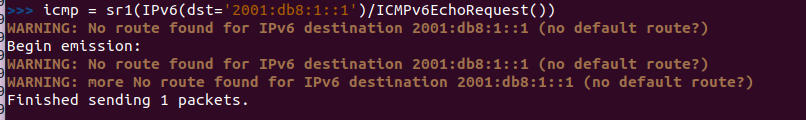 >>> icmp = sr1(IPv6(dst='2001:db8:1::1')/ICMPv6EchoRequest())
WARNING: No route found for IPv6 destination 2001:db8:1::1 (no default route?)
Begin emission:
WARNING: No route found for IPv6 destination 2001:db8:1::1 (no default route?)
WARNING: more No route found for IPv6 destination 2001:db8:1::1 (no default route?)
Finished sending 1 packets.